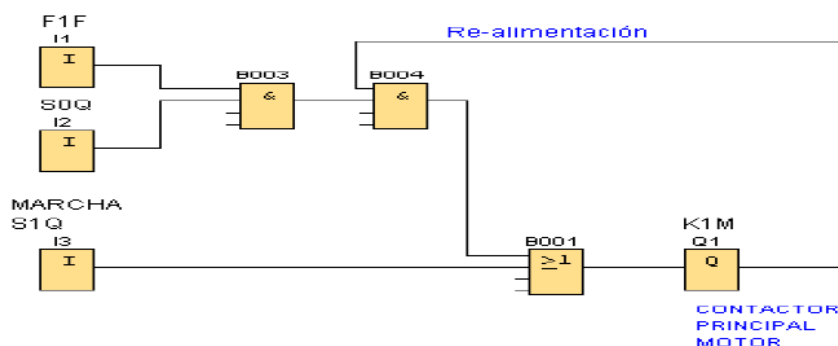 F1F
I1
I
Re-alimentación
B003
&
B004
&
S0Q
I2
I
MARCHA
S1Q
I3
I
B001
≥1
K1M
Q1
Q
CONTACTOR
PRINCIPAL
MOTOR